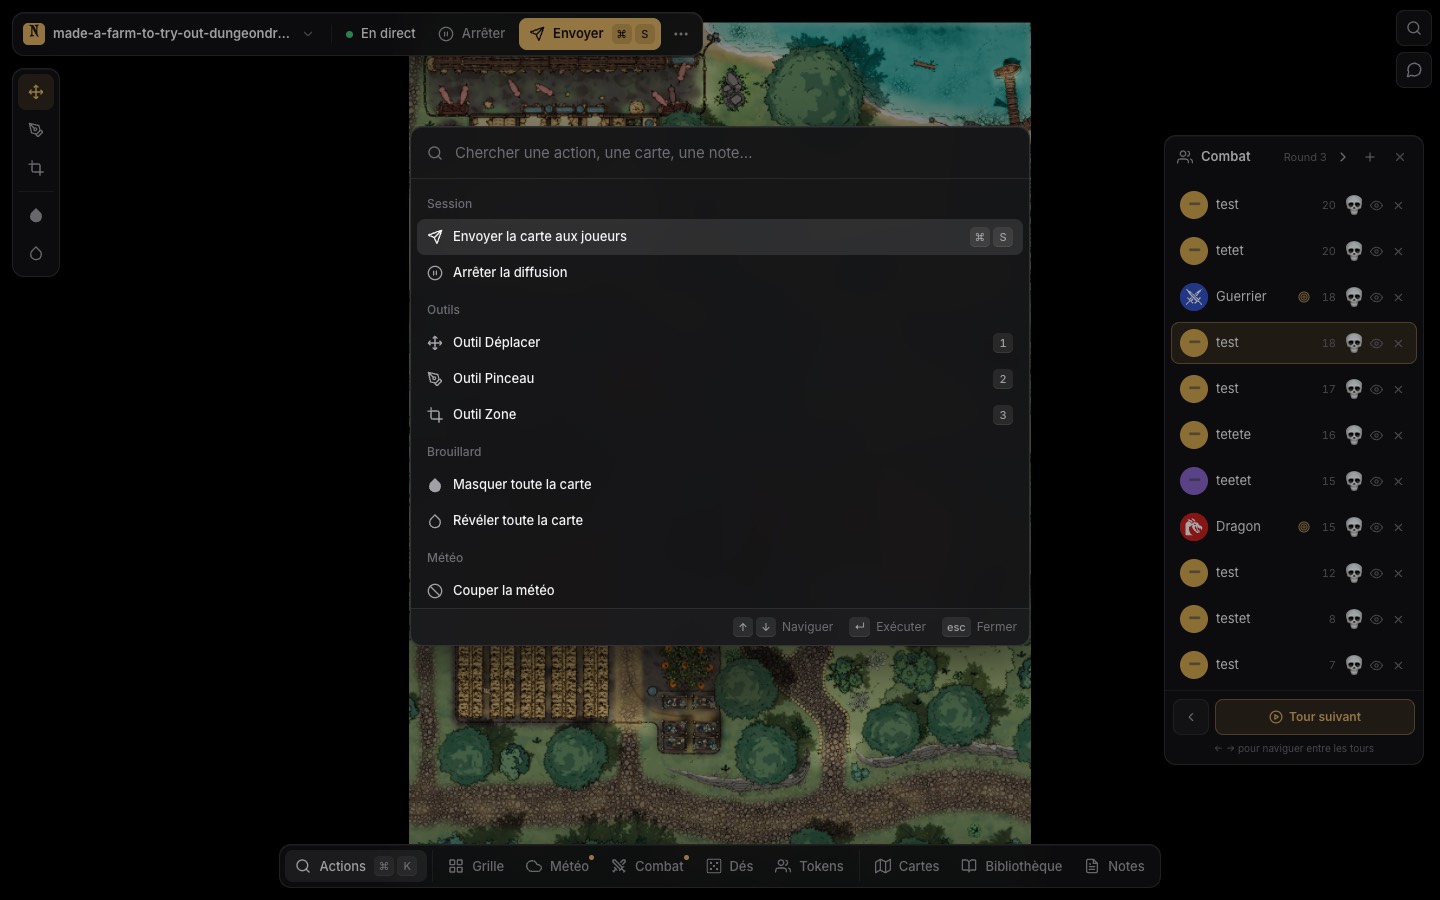 N made-a-farm-to-try-out-dungeondr... En direct Arrêter Envoyer ⌘ S
Chercher une action, une carte, une note...
Session
Envoyer la carte aux joueurs ⌘ S
Arrêter la diffusion
Outils
Outil Déplacer 1
Outil Pinceau 2
Outil Zone 3
Brouillard
Masquer toute la carte
Révéler toute la carte
Météo
Couper la météo
↑ ↓ Naviguer ↵ Exécuter esc Fermer
Combat Round 3
test 20
tetet 20
Guerrier 18
test 18
test 17
tetete 16
teetet 15
Dragon 15
test 12
testet 8
test 7
Tour suivant
← → pour naviguer entre les tours
Actions ⌘ K Grille Météo Combat Dés Tokens Cartes Bibliothèque Notes